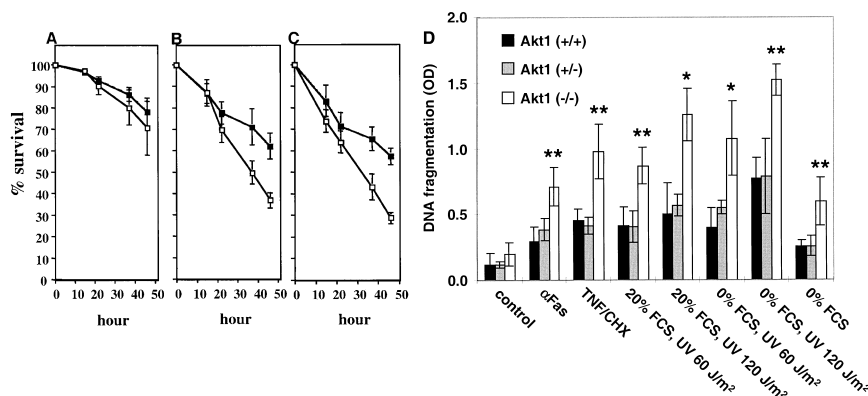 A
B
C
D
% survival
100
90
80
70
60
50
40
30
20
10
0
0 10 20 30 40 50
0 10 20 30 40 50
0 10 20 30 40 50
hour
hour
hour
DNA fragmentation (OD)
2.0
1.5
1.0
0.5
0.0
Akt1 (+/+)
Akt1 (+/-)
Akt1 (-/-)
**
**
**
*
*
**
**
control
αFas
TNF/CHX
20% FCS, UV 60 J/m²
20% FCS, UV 120 J/m²
0% FCS, UV 60 J/m²
0% FCS, UV 120 J/m²
0% FCS